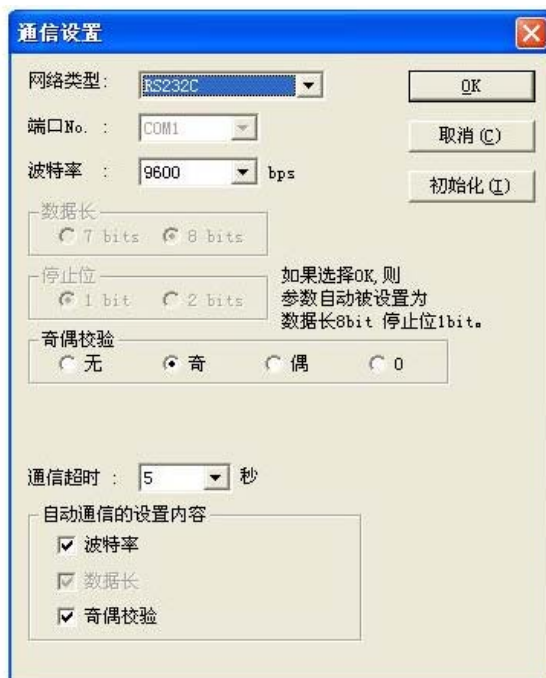 通信设置
网络类型: RS232C OK
端口No. : COM1 取消(C)
波特率 : 9600 bps 初始化(I)
数据长
7 bits 8 bits
停止位
1 bit 2 bits
如果选择OK,则
参数自动被设置为
数据长8bit 停止位1bit。
奇偶校验
无 奇 偶 0
通信超时 : 5 秒
自动通信的设置内容
波特率
数据长
奇偶校验